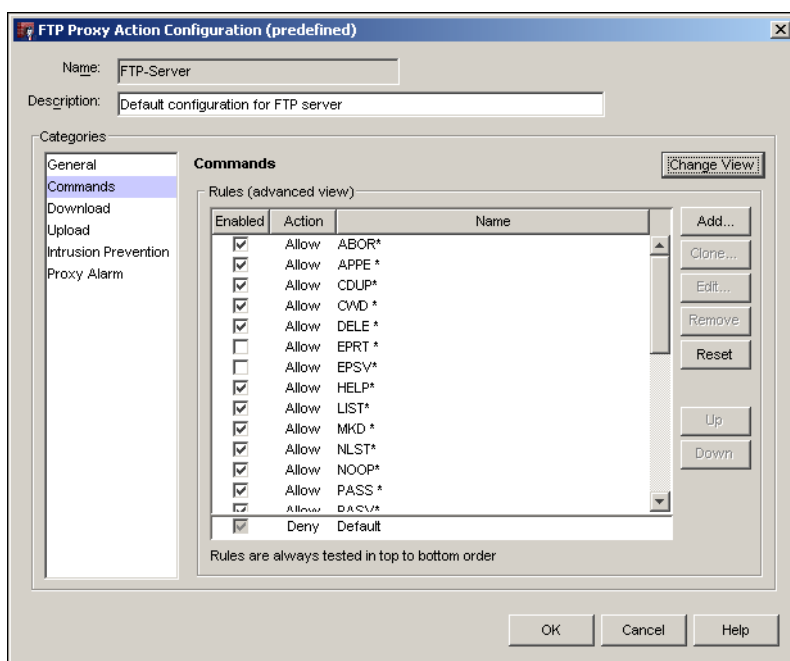 FTP Proxy Action Configuration (predefined)
Name: FTP-Server
Description: Default configuration for FTP server
Categories
General
Commands
Download
Upload
Intrusion Prevention
Proxy Alarm
Commands
Change View
Rules (advanced view)
Enabled Action Name
Allow ABOR*
Allow APPE *
Allow CDUP*
Allow CWD *
Allow DELE *
Allow EPRT *
Allow EPSV*
Allow HELP*
Allow LIST*
Allow MKD *
Allow NLST*
Allow NOOP*
Allow PASS *
Allow PASV*
Deny Default
Rules are always tested in top to bottom order
Add...
Clone...
Edit...
Remove
Reset
Up
Down
OK Cancel Help